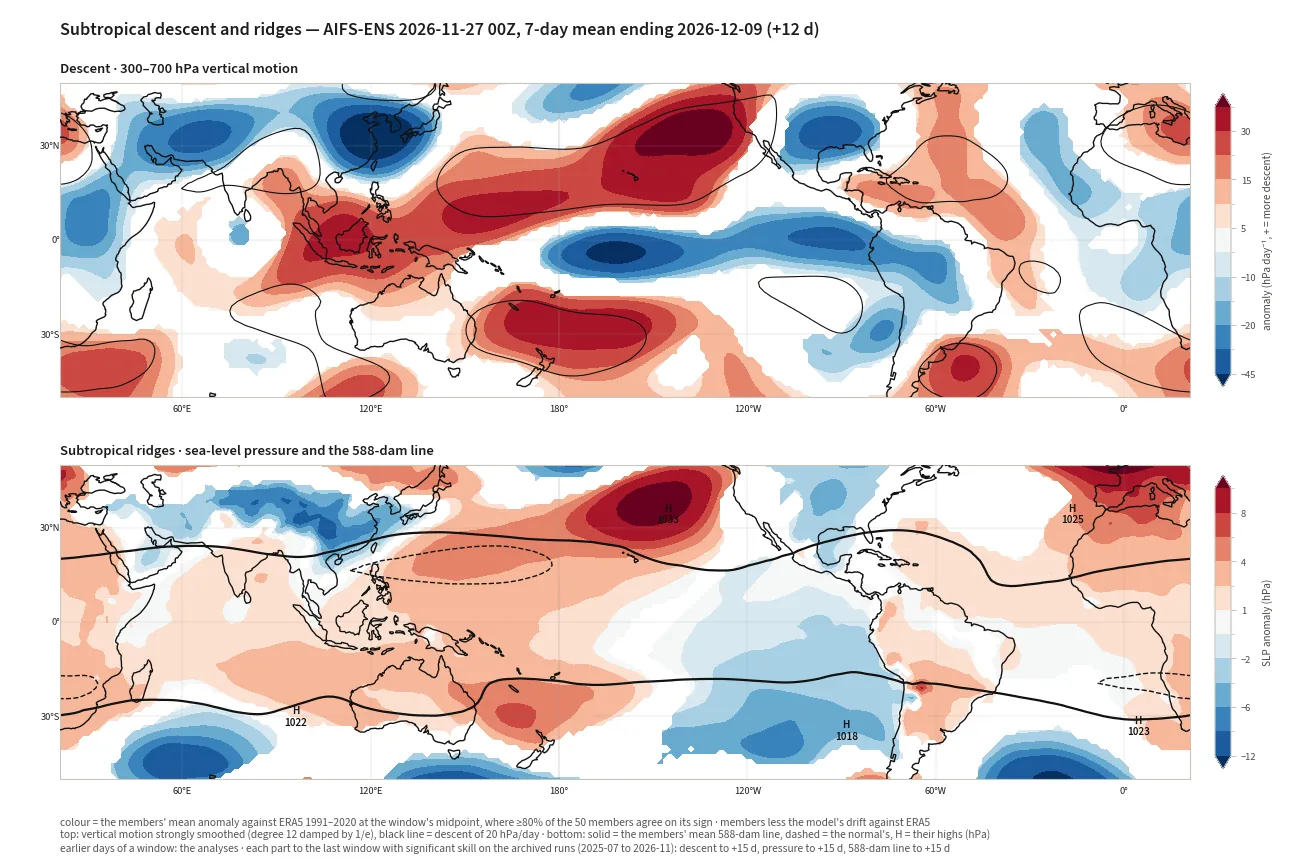 Subtropical descent and ridges — AIFS-ENS 2026-11-27 00Z, 7-day mean ending 2026-12-09 (+12 d)
Descent · 300–700 hPa vertical motion
30°N
0°
30°S
60°E
120°E
180°
120°W
60°W
0°
30
15
5
−10
−20
−45
anomaly (hPa day⁻¹, + = more descent)
Subtropical ridges · sea-level pressure and the 588-dam line
30°N
0°
30°S
H
1033
H
1025
H
1022
H
1018
H
1023
60°E
120°E
180°
120°W
60°W
0°
8
4
1
−2
−6
−12
SLP anomaly (hPa)
colour = the members' mean anomaly against ERA5 1991–2020 at the window's midpoint, where ≥80% of the 50 members agree on its sign · members less the model's drift against ERA5
top: vertical motion strongly smoothed (degree 12 damped by 1/e), black line = descent of 20 hPa/day · bottom: solid = the members' mean 588-dam line, dashed = the normal's, H = their highs (hPa)
earlier days of a window: the analyses · each part to the last window with significant skill on the archived runs (2025-07 to 2026-11): descent to +15 d, pressure to +15 d, 588-dam line to +15 d